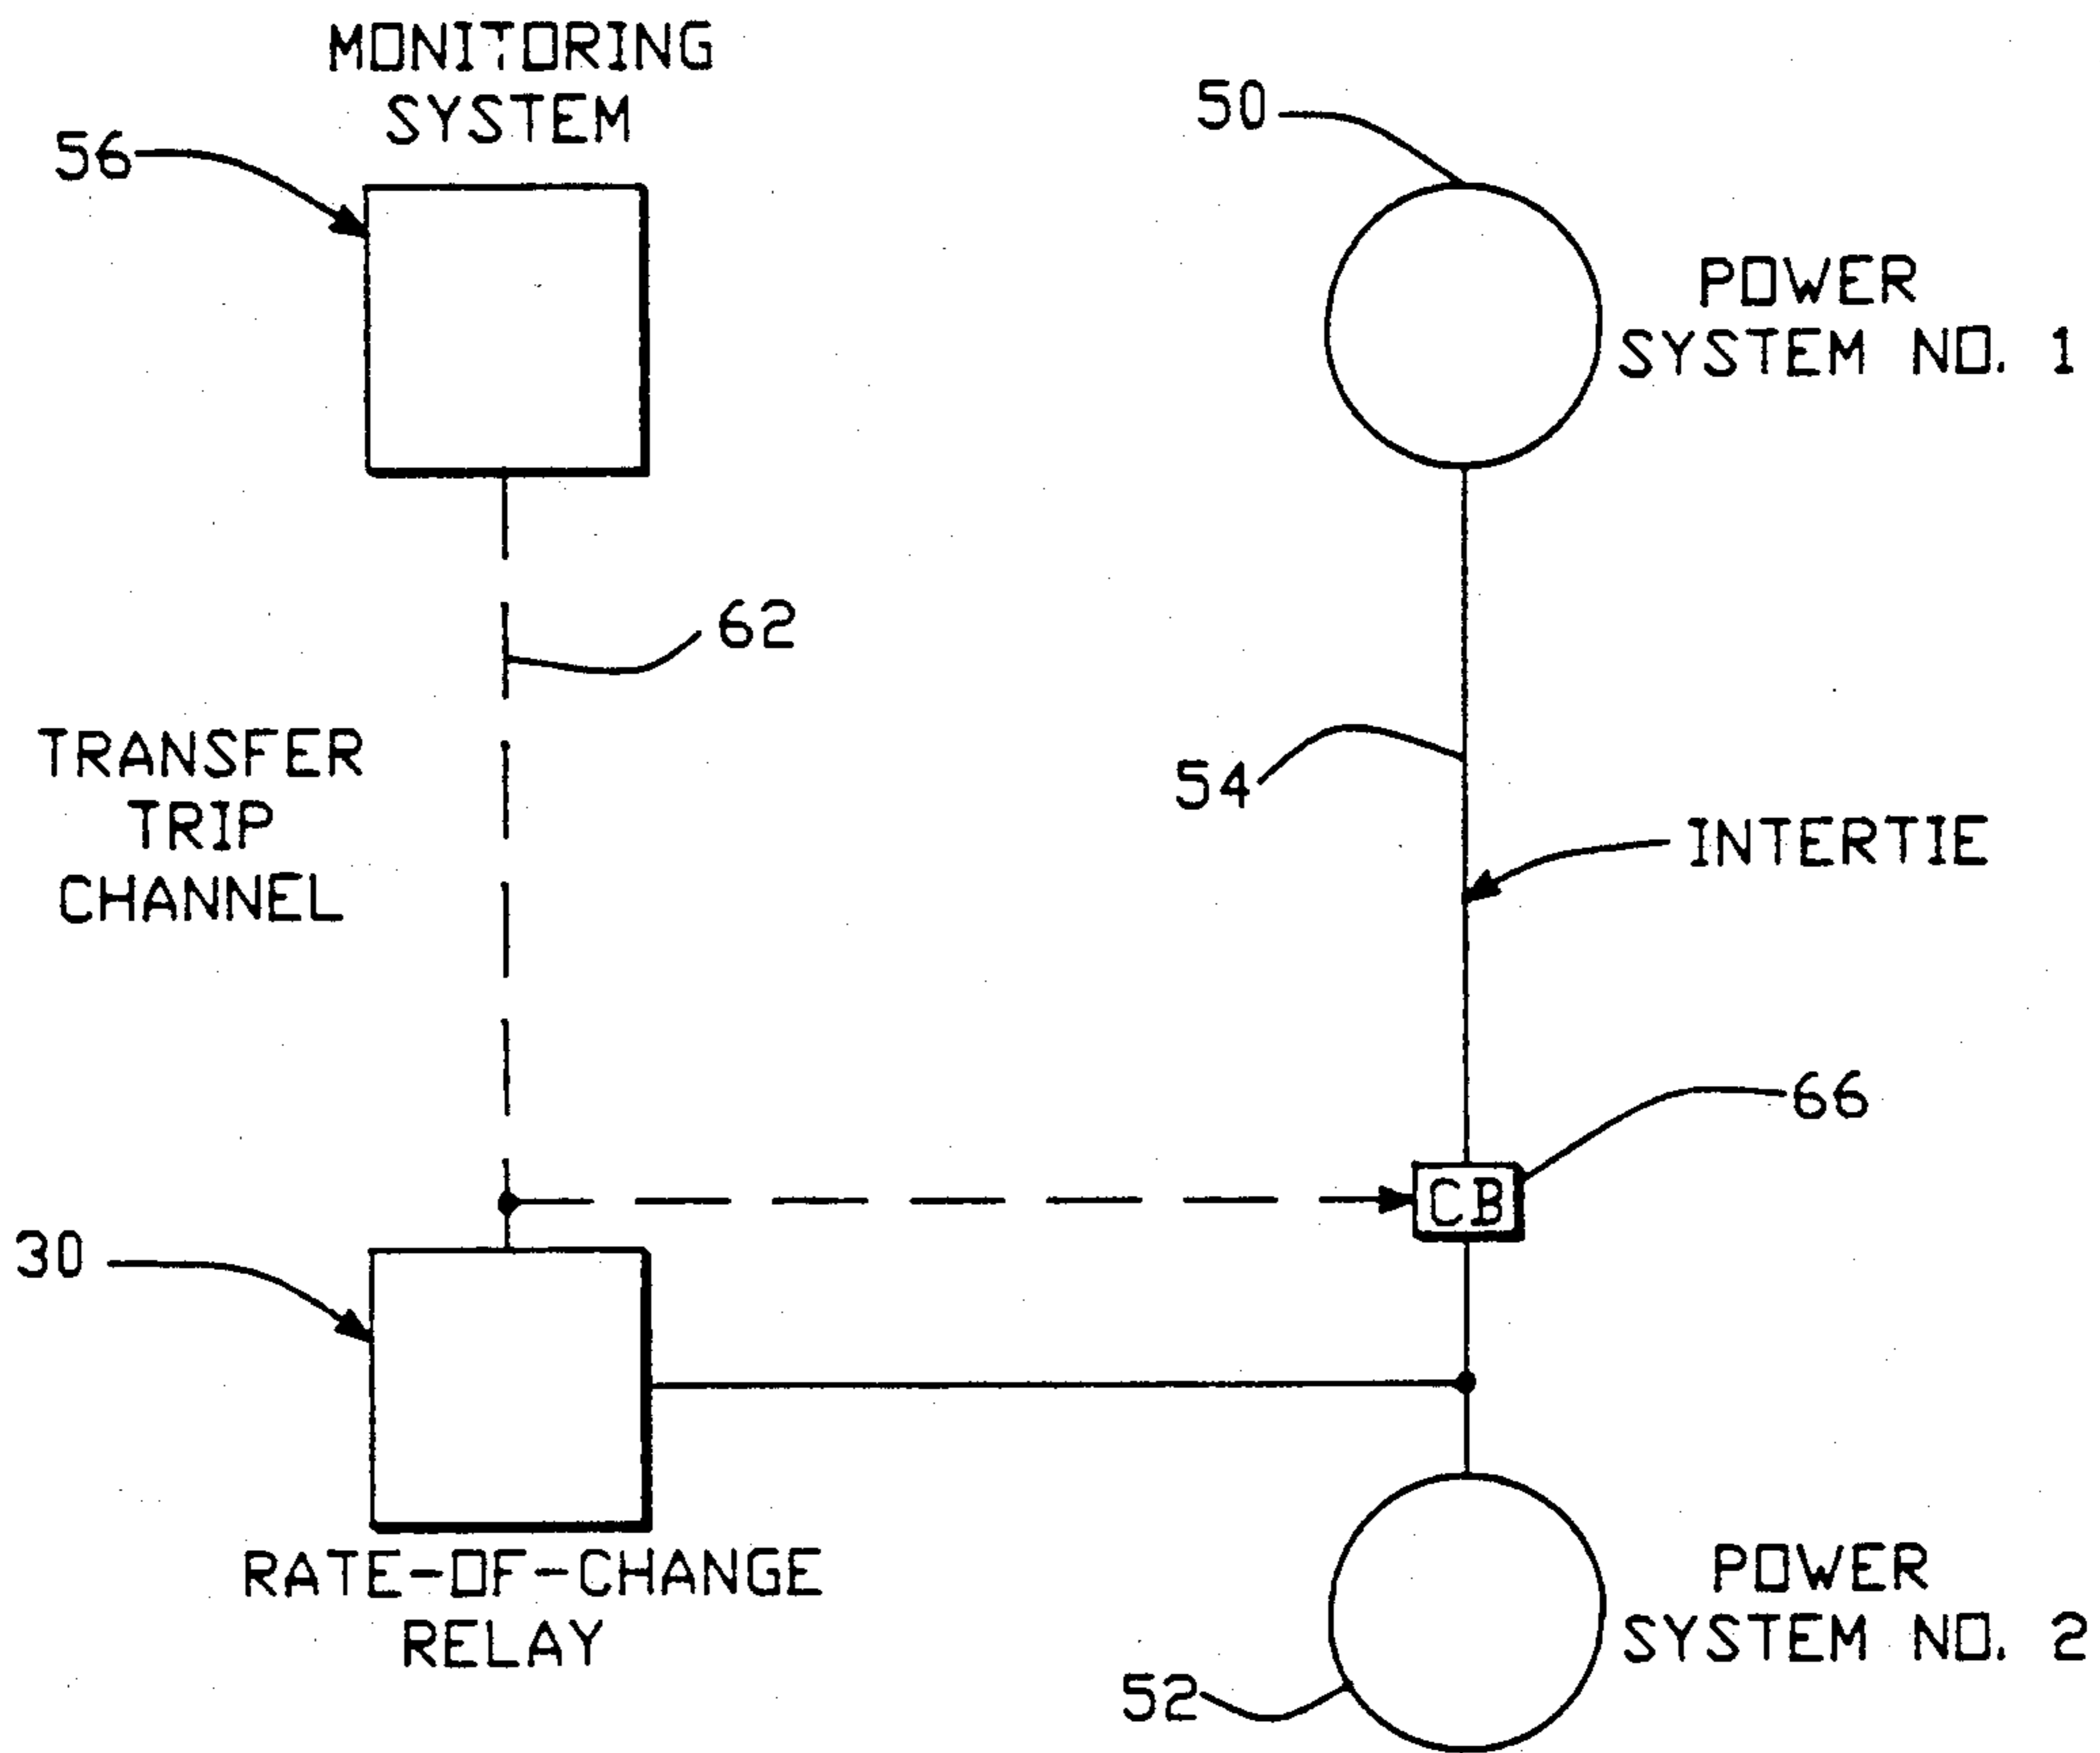 MONITORING
SYSTEM
56
50
POWER
SYSTEM NO. 1
62
TRANSFER
TRIP
CHANNEL
54
INTERTIE
66
CB
30
RATE-OF-CHANGE
RELAY
POWER
SYSTEM NO. 2
52